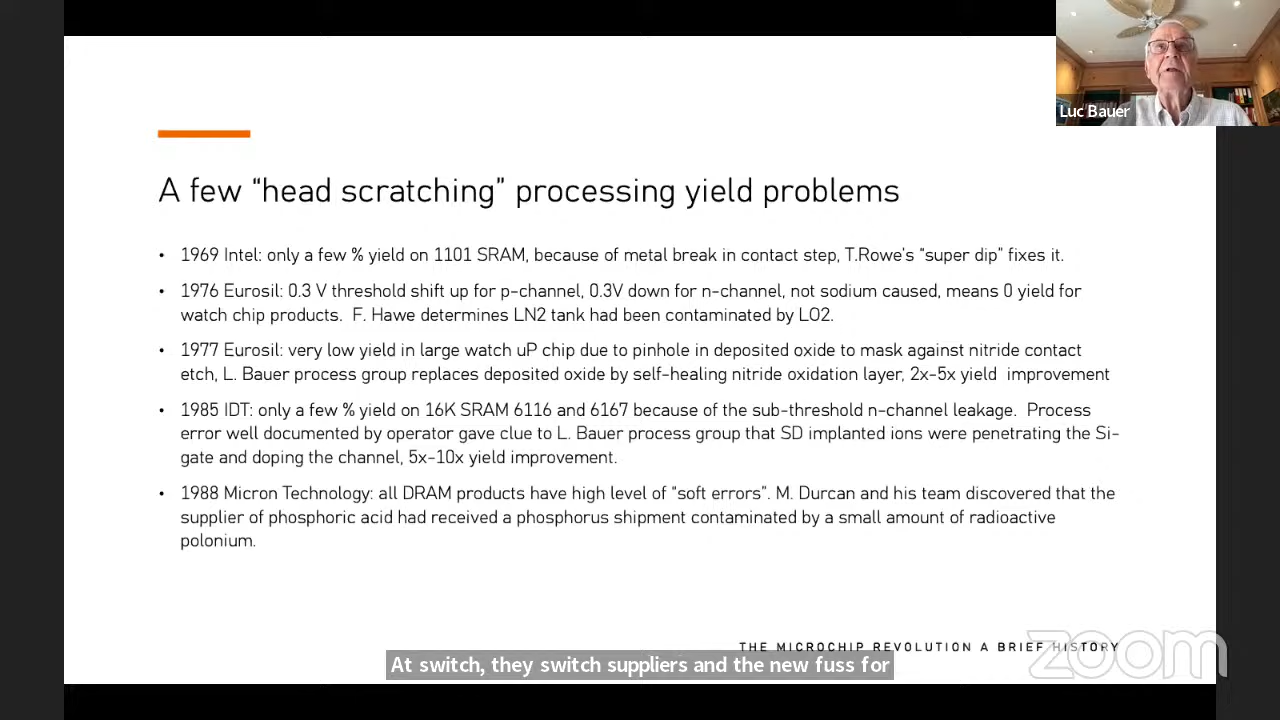 Luc Bauer
A few “head scratching” processing yield problems
• 1969 Intel: only a few % yield on 1101 SRAM, because of metal break in contact step, T.Rowe’s “super dip” fixes it.
• 1976 Eurosil: 0.3 V threshold shift up for p-channel, 0.3V down for n-channel, not sodium caused, means 0 yield for
watch chip products.  F. Hawe determines LN2 tank had been contaminated by LO2.
• 1977 Eurosil: very low yield in large watch uP chip due to pinhole in deposited oxide to mask against nitride contact
etch, L. Bauer process group replaces deposited oxide by self-healing nitride oxidation layer, 2x-5x yield  improvement
• 1985 IDT: only a few % yield on 16K SRAM 6116 and 6167 because of the sub-threshold n-channel leakage.  Process
error well documented by operator gave clue to L. Bauer process group that SD implanted ions were penetrating the Si-
gate and doping the channel, 5x-10x yield improvement.
• 1988 Micron Technology: all DRAM products have high level of “soft errors”. M. Durcan and his team discovered that the
supplier of phosphoric acid had received a phosphorus shipment contaminated by a small amount of radioactive
polonium.
THE MICROCHIP REVOLUTION A BRIEF HISTORY
zoom
At switch, they switch suppliers and the new fuss for